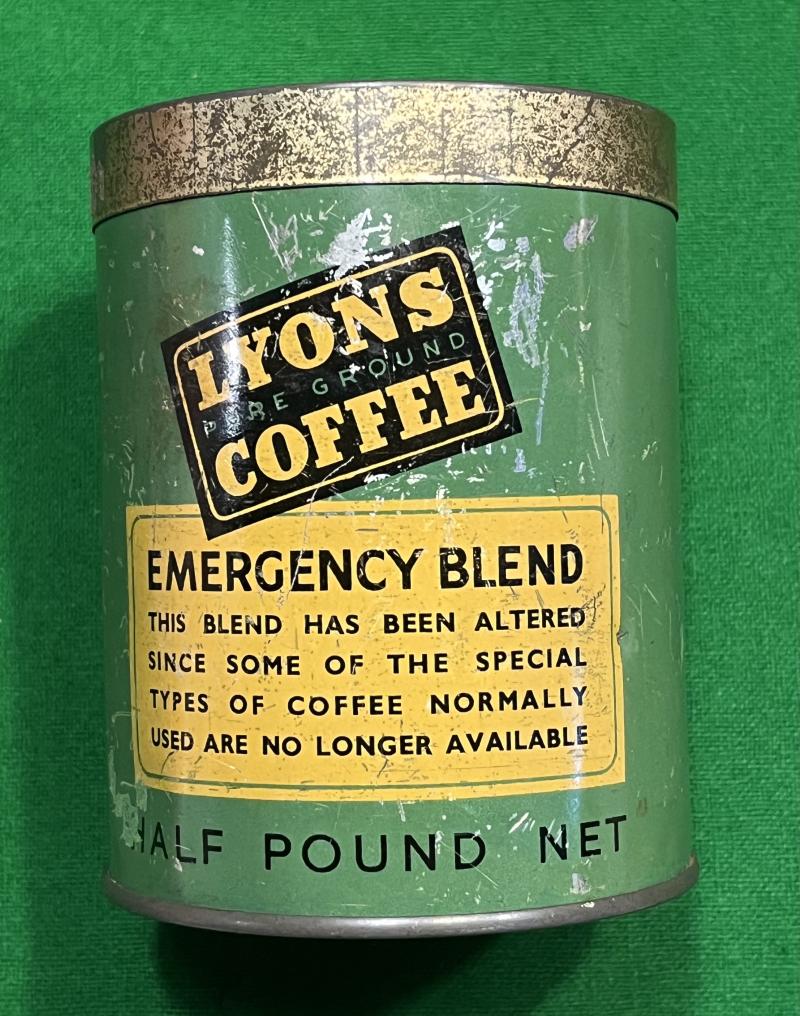 LYONS
PURE GROUND
COFFEE
EMERGENCY BLEND
THIS BLEND HAS BEEN ALTERED
SINCE SOME OF THE SPECIAL
TYPES OF COFFEE NORMALLY
USED ARE NO LONGER AVAILABLE
HALF POUND NET